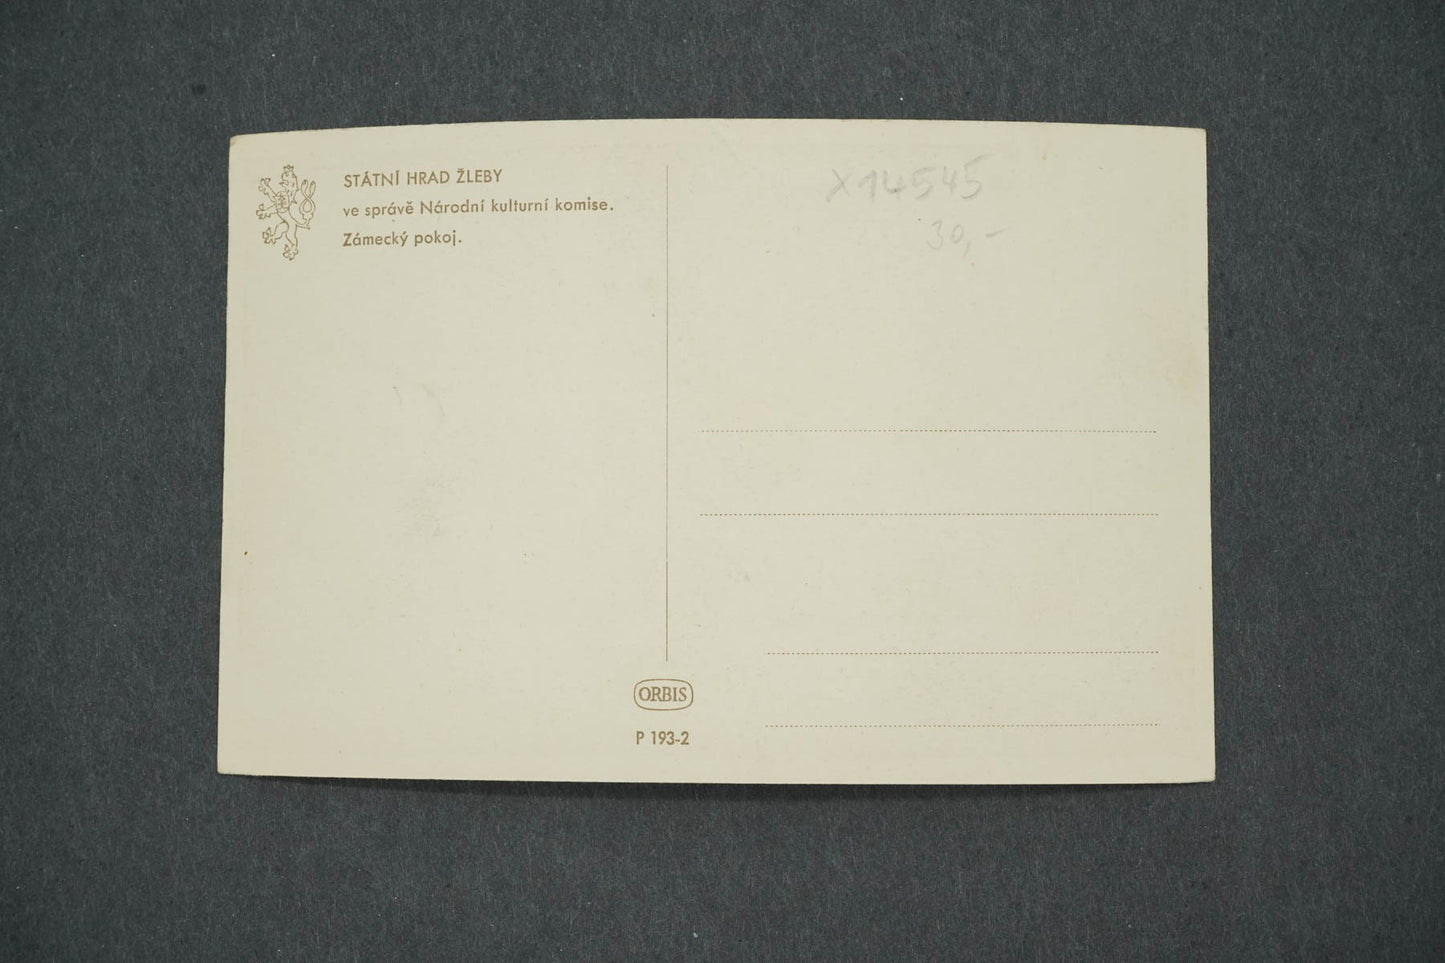 STÁTNÍ HRAD ŽLEBY
ve správě Národní kulturní komise.
Zámecký pokoj.
X14545
30,-
ORBIS
P 193-2